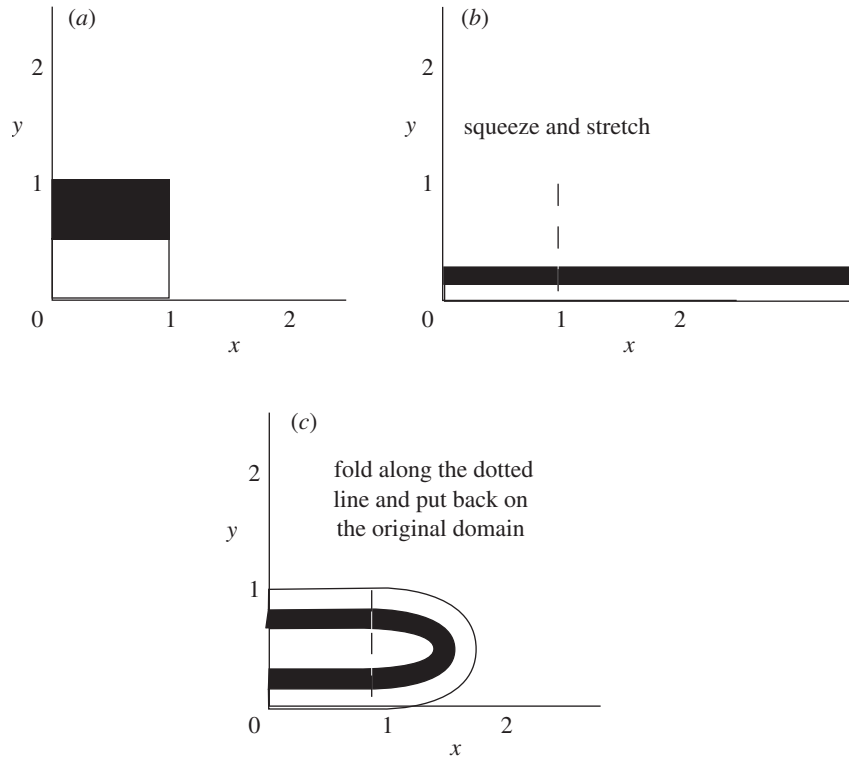 (a)
2
y
1
0
1
2
x
(b)
2
y
squeeze and stretch
1
0
1
2
x
(c)
fold along the dotted
line and put back on
the original domain
2
y
1
0
1
2
x